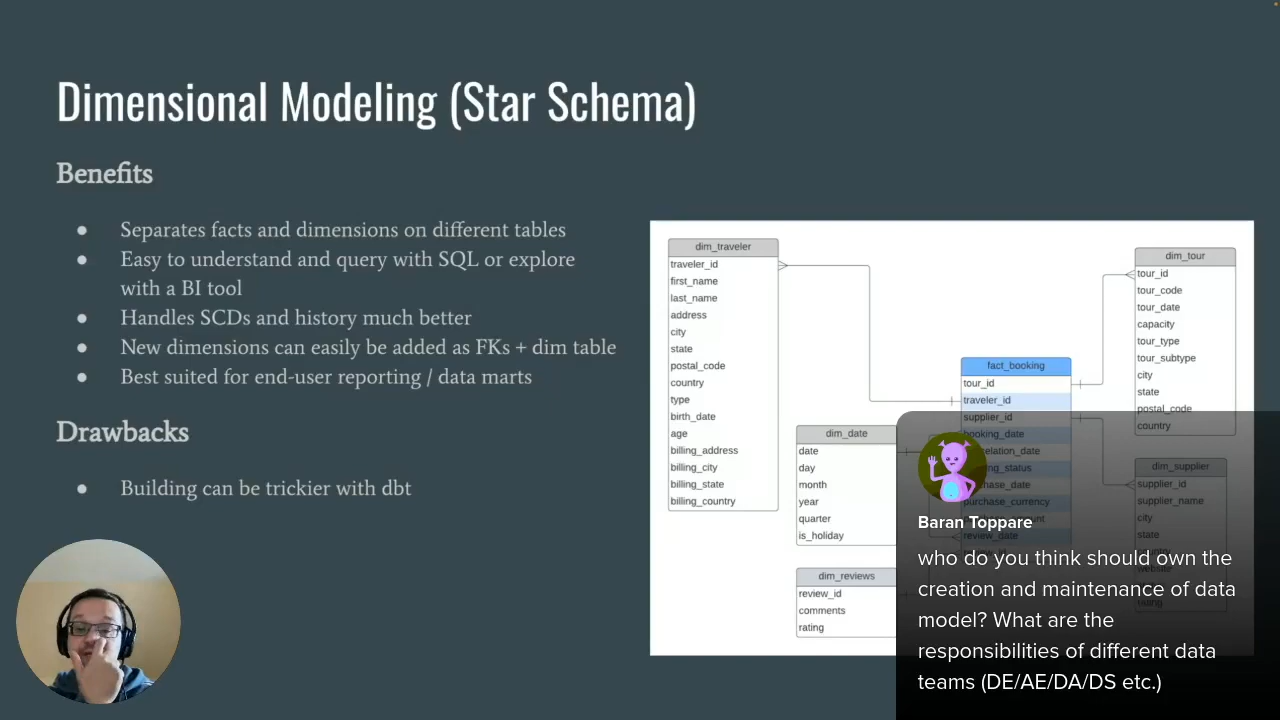 Dimensional Modeling (Star Schema)
Benefits
● Separates facts and dimensions on different tables
● Easy to understand and query with SQL or explore
with a BI tool
● Handles SCDs and history much better
● New dimensions can easily be added as FKs + dim table
● Best suited for end-user reporting / data marts
Drawbacks
● Building can be trickier with dbt
dim_traveler
traveler_id
first_name
last_name
address
city
state
postal_code
country
type
birth_date
age
billing_address
billing_city
billing_state
billing_country
dim_date
date
day
month
year
quarter
is_holiday
dim_reviews
review_id
comments
rating
fact_booking
tour_id
traveler_id
supplier_id
booking_date
purchase_currency
review_date
dim_tour
tour_id
tour_code
tour_date
capacity
tour_type
tour_subtype
city
state
postal_code
country
dim_supplier
supplier_id
supplier_name
city
state
Baran Toppare
who do you think should own the
creation and maintenance of data
model? What are the
responsibilities of different data
teams (DE/AE/DA/DS etc.)